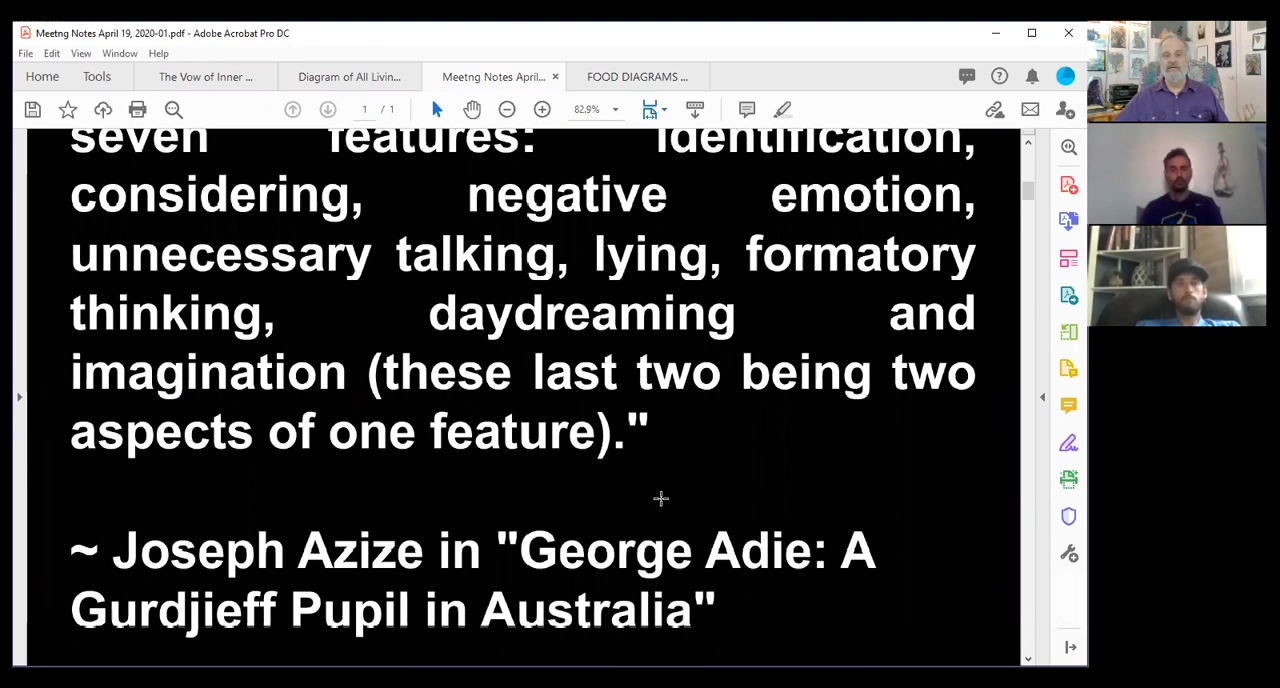 Meetng Notes April 19, 2020-01.pdf - Adobe Acrobat Pro DC
File Edit View Window Help
Home Tools The Vow of Inner ... Diagram of All Livin... Meetng Notes April... × FOOD DIAGRAMS ...
1 / 1 82.9%
seven features: identification,
considering, negative emotion,
unnecessary talking, lying, formatory
thinking, daydreaming and
imagination (these last two being two
aspects of one feature)."
~ Joseph Azize in "George Adie: A
Gurdjieff Pupil in Australia"